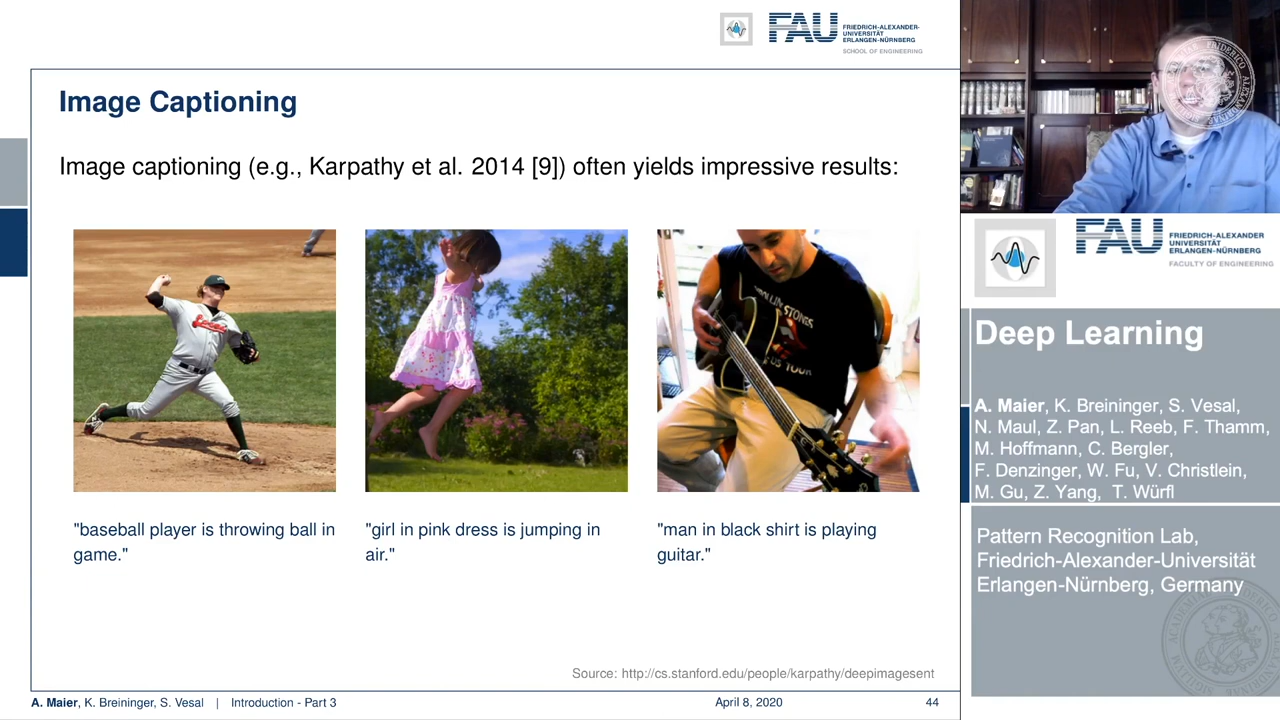 FAU
FRIEDRICH-ALEXANDER-
UNIVERSITÄT
ERLANGEN-NÜRNBERG
SCHOOL OF ENGINEERING
Image Captioning
Image captioning (e.g., Karpathy et al. 2014 [9]) often yields impressive results:
"baseball player is throwing ball in
game."
"girl in pink dress is jumping in
air."
"man in black shirt is playing
guitar."
Source: http://cs.stanford.edu/people/karpathy/deepimagesent
A. Maier, K. Breininger, S. Vesal | Introduction - Part 3
April 8, 2020
44
FAU
FRIEDRICH-ALEXANDER
UNIVERSITÄT
ERLANGEN-NÜRNBERG
FACULTY OF ENGINEERING
Deep Learning
A. Maier, K. Breininger, S. Vesal,
N. Maul, Z. Pan, L. Reeb, F. Thamm,
M. Hoffmann, C. Bergler,
F. Denzinger, W. Fu, V. Christlein,
M. Gu, Z. Yang, T. Würfl
Pattern Recognition Lab,
Friedrich-Alexander-Universität
Erlangen-Nürnberg, Germany